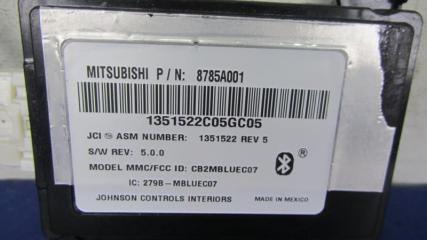 MITSUBISHI P/N: 8785A001
1351522C05GC05
JCI ASM NUMBER: 1351522 REV 5
S/W REV: 5.0.0
®
MODEL MMC/FCC ID: CB2MBLUEC07
IC: 279B-MBLUEC07
JOHNSON CONTROLS INTERIORS MADE IN MEXICO